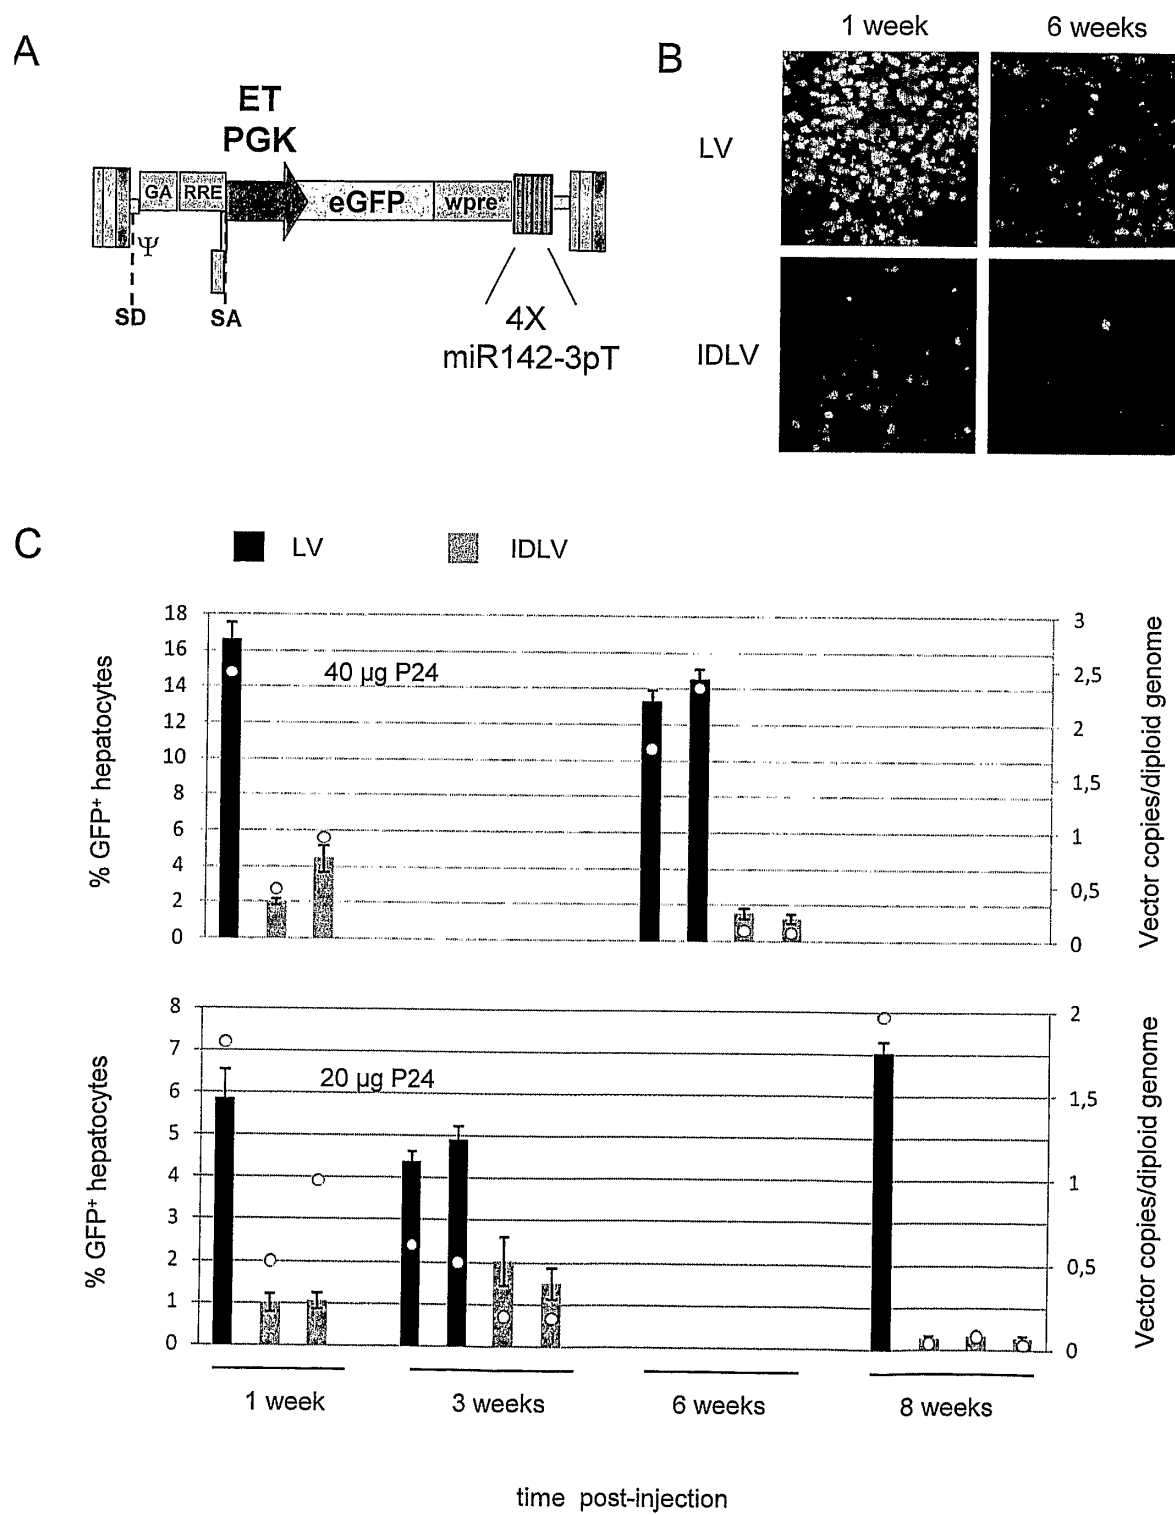 A
ET
PGK
GA RRE
eGFP
wpre*
Ψ
SD
SA
4X
miR142-3pT
B
1 week
6 weeks
LV
IDLV
C
LV
IDLV
% GFP+ hepatocytes
18
16
14
12
10
8
6
4
2
0
40 µg P24
3
2,5
2
1,5
1
0,5
0
Vector copies/diploid genome
% GFP+ hepatocytes
8
7
6
5
4
3
2
1
0
20 µg P24
2
1,5
1
0,5
0
Vector copies/diploid genome
1 week
3 weeks
6 weeks
8 weeks
time post-injection